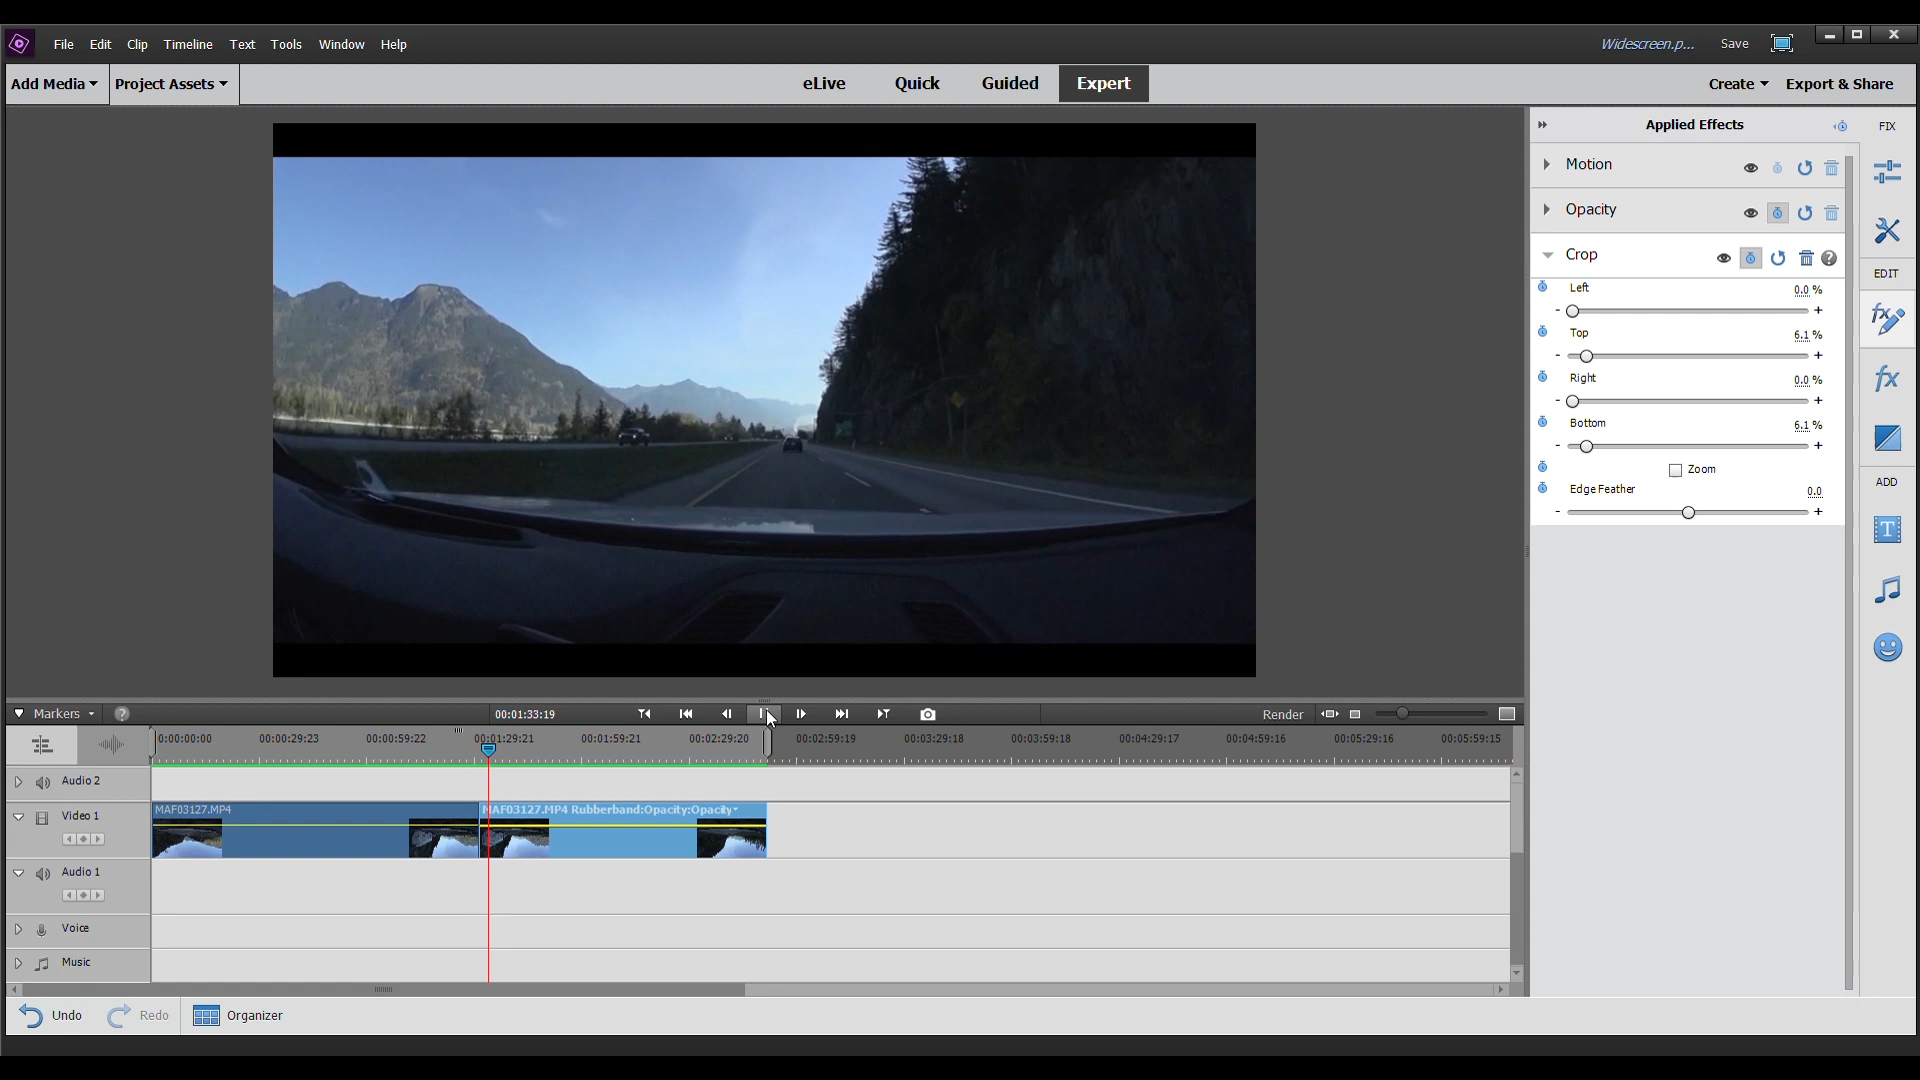 File Edit Clip Timeline Text Tools Window Help
Widescreen.p... Save
Add Media Project Assets
eLive Quick Guided Expert
Create Export & Share
Applied Effects
FIX
Motion
Opacity
Crop
Left 0.0 %
- +
Top 6.1 %
- +
Right 0.0 %
- +
Bottom 6.1 %
- +
Zoom
Edge Feather 0.0
- +
EDIT
fx
fx
ADD
T
Markers ? 00:01:33:19 Render
0:00:00:00 00:00:29:23 00:00:59:22 00:01:29:21 00:01:59:21 00:02:29:20 00:02:59:19 00:03:29:18 00:03:59:18 00:04:29:17 00:04:59:16 00:05:29:16 00:05:59:15
Audio 2
Video 1
MAF03127.MP4 MAF03127.MP4 Rubberband:Opacity:Opacity
Audio 1
Voice
Music
Undo Redo Organizer